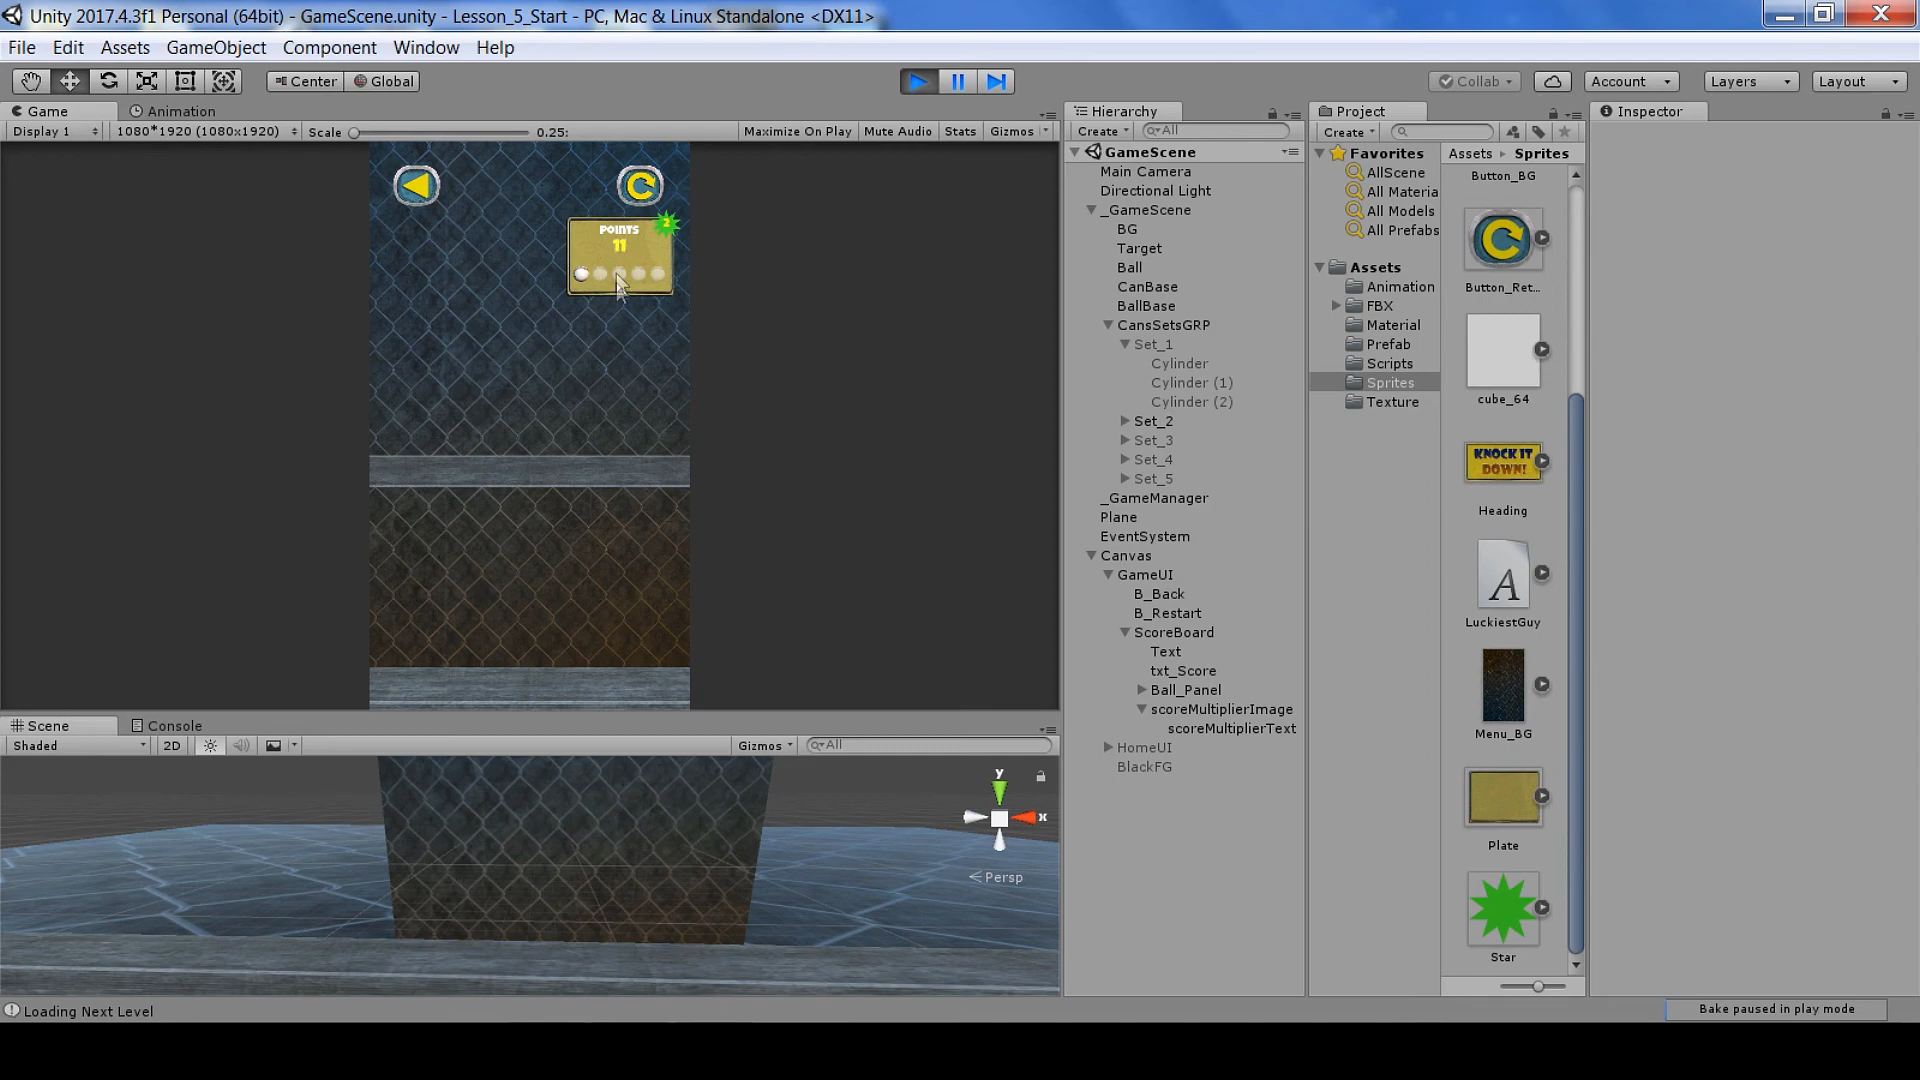 Unity 2017.4.3f1 Personal (64bit) - GameScene.unity - Lesson_5_Start - PC, Mac & Linux Standalone <DX11>
File Edit Assets GameObject Component Window Help
Center Global Collab Account Layers Layout
Game Animation
Display 1 1080*1920 (1080x1920) Scale 0.25: Maximize On Play Mute Audio Stats Gizmos
POINTS
2
11
Scene Console
Shaded 2D Gizmos All
y
x
Persp
Loading Next Level
Hierarchy
Create All
GameScene
Main Camera
Directional Light
_GameScene
BG
Target
Ball
CanBase
BallBase
CansSetsGRP
Set_1
Cylinder
Cylinder (1)
Cylinder (2)
Set_2
Set_3
Set_4
Set_5
_GameManager
Plane
EventSystem
Canvas
GameUI
B_Back
B_Restart
ScoreBoard
Text
txt_Score
Ball_Panel
scoreMultiplierImage
scoreMultiplierText
HomeUI
BlackFG
Project
Create
Favorites
AllScene
All Materia
All Models
All Prefabs
Assets
Animation
FBX
Material
Prefab
Scripts
Sprites
Texture
Assets Sprites
Button_BG
Button_Ret...
cube_64
KNOCK IT
DOWN!
Heading
A
LuckiestGuy
Menu_BG
Plate
Star
Inspector
Bake paused in play mode